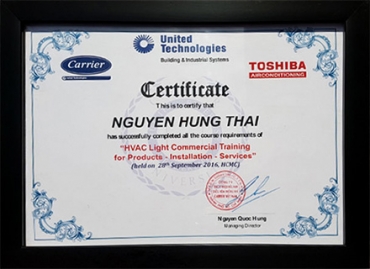 Carrier
United
Technologies
Building & Industrial Systems
TOSHIBA
AIRCONDITIONING
Certificate
This is to certify that
NGUYEN HUNG THAI
has successfully completed all the course requirements of
"HVAC Light Commercial Training
for Products - Installation - Services"
(held on 28th September 2016, HCMC)
Nguyen Quoc Hung
Managing Director